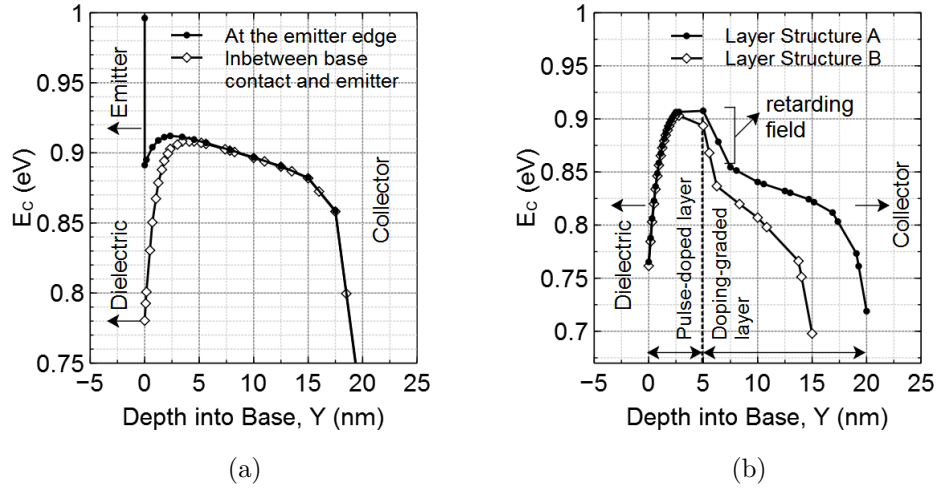 1
0.95
0.9
0.85
0.8
0.75
E_C (eV)
At the emitter edge
Inbetween base
contact and emitter
Emitter
Dielectric
Collector
−5 0 5 10 15 20 25
Depth into Base, Y (nm)
(a)
1
0.95
0.9
0.85
0.8
0.75
0.7
E_C (eV)
Layer Structure A
Layer Structure B
retarding
field
Dielectric
Pulse-doped layer
Doping-graded
layer
Collector
−5 0 5 10 15 20 25
Depth into Base, Y (nm)
(b)